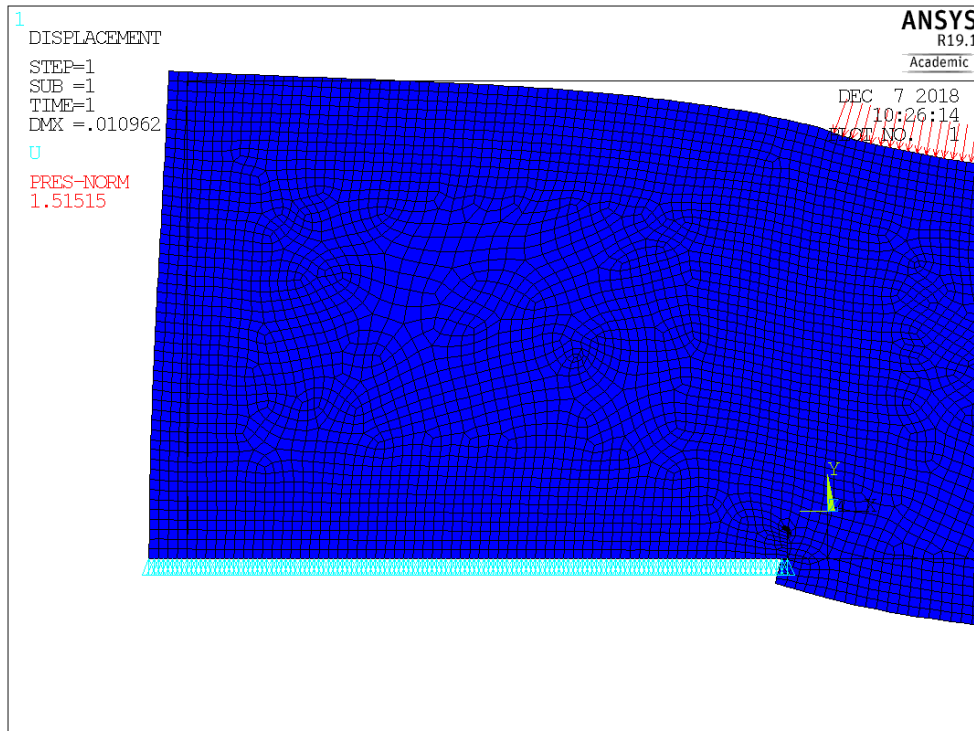 1
DISPLACEMENT
STEP=1
SUB =1
TIME=1
DMX =.010962
U
PRES-NORM
1.51515
ANSYS
R19.1
Academic
DEC 7 2018
10:26:14
PLOT NO. 1
Y